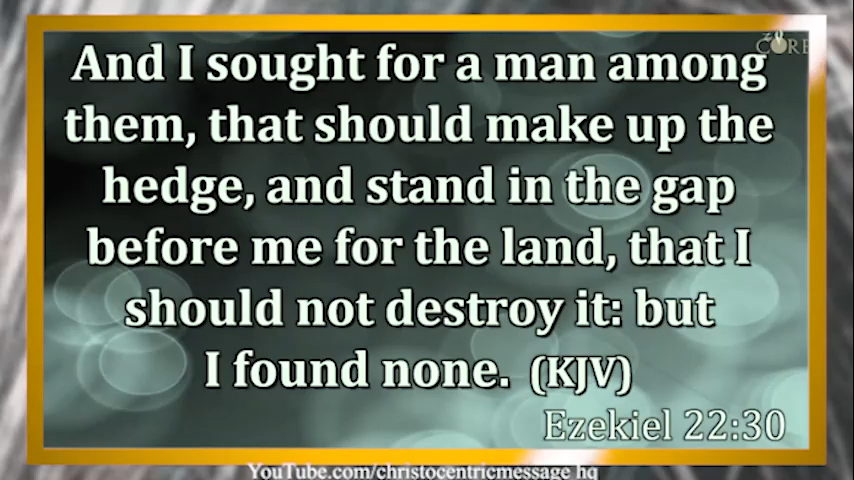 CORE
And I sought for a man among
them, that should make up the
hedge, and stand in the gap
before me for the land, that I
should not destroy it: but
I found none. (KJV)
Ezekiel 22:30
YouTube.com/christocentricmessage hq